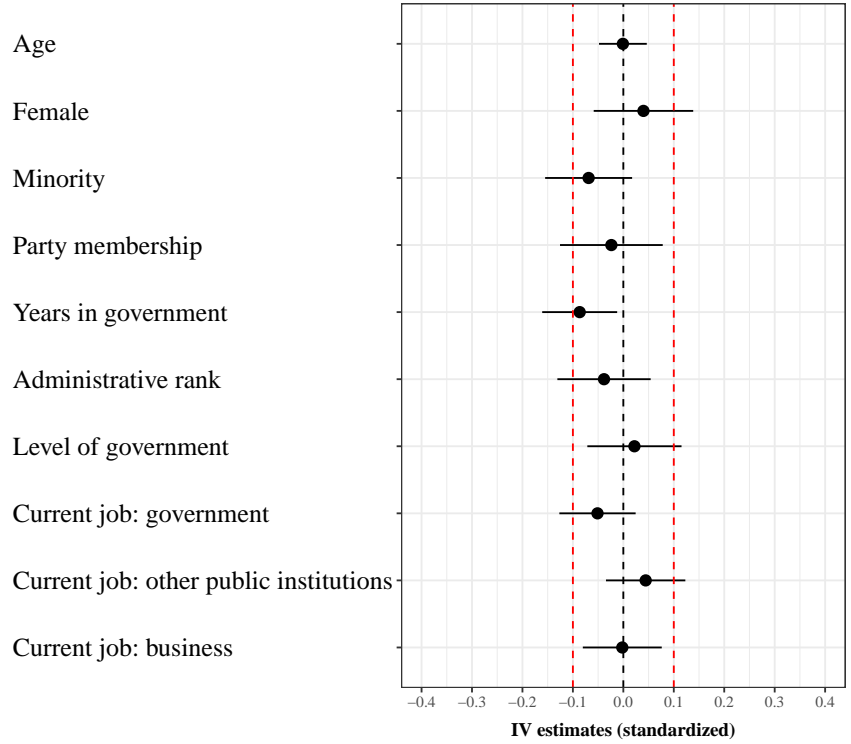 Age
Female
Minority
Party membership
Years in government
Administrative rank
Level of government
Current job: government
Current job: other public institutions
Current job: business
−0.4 −0.3 −0.2 −0.1 0.0 0.1 0.2 0.3 0.4
IV estimates (standardized)